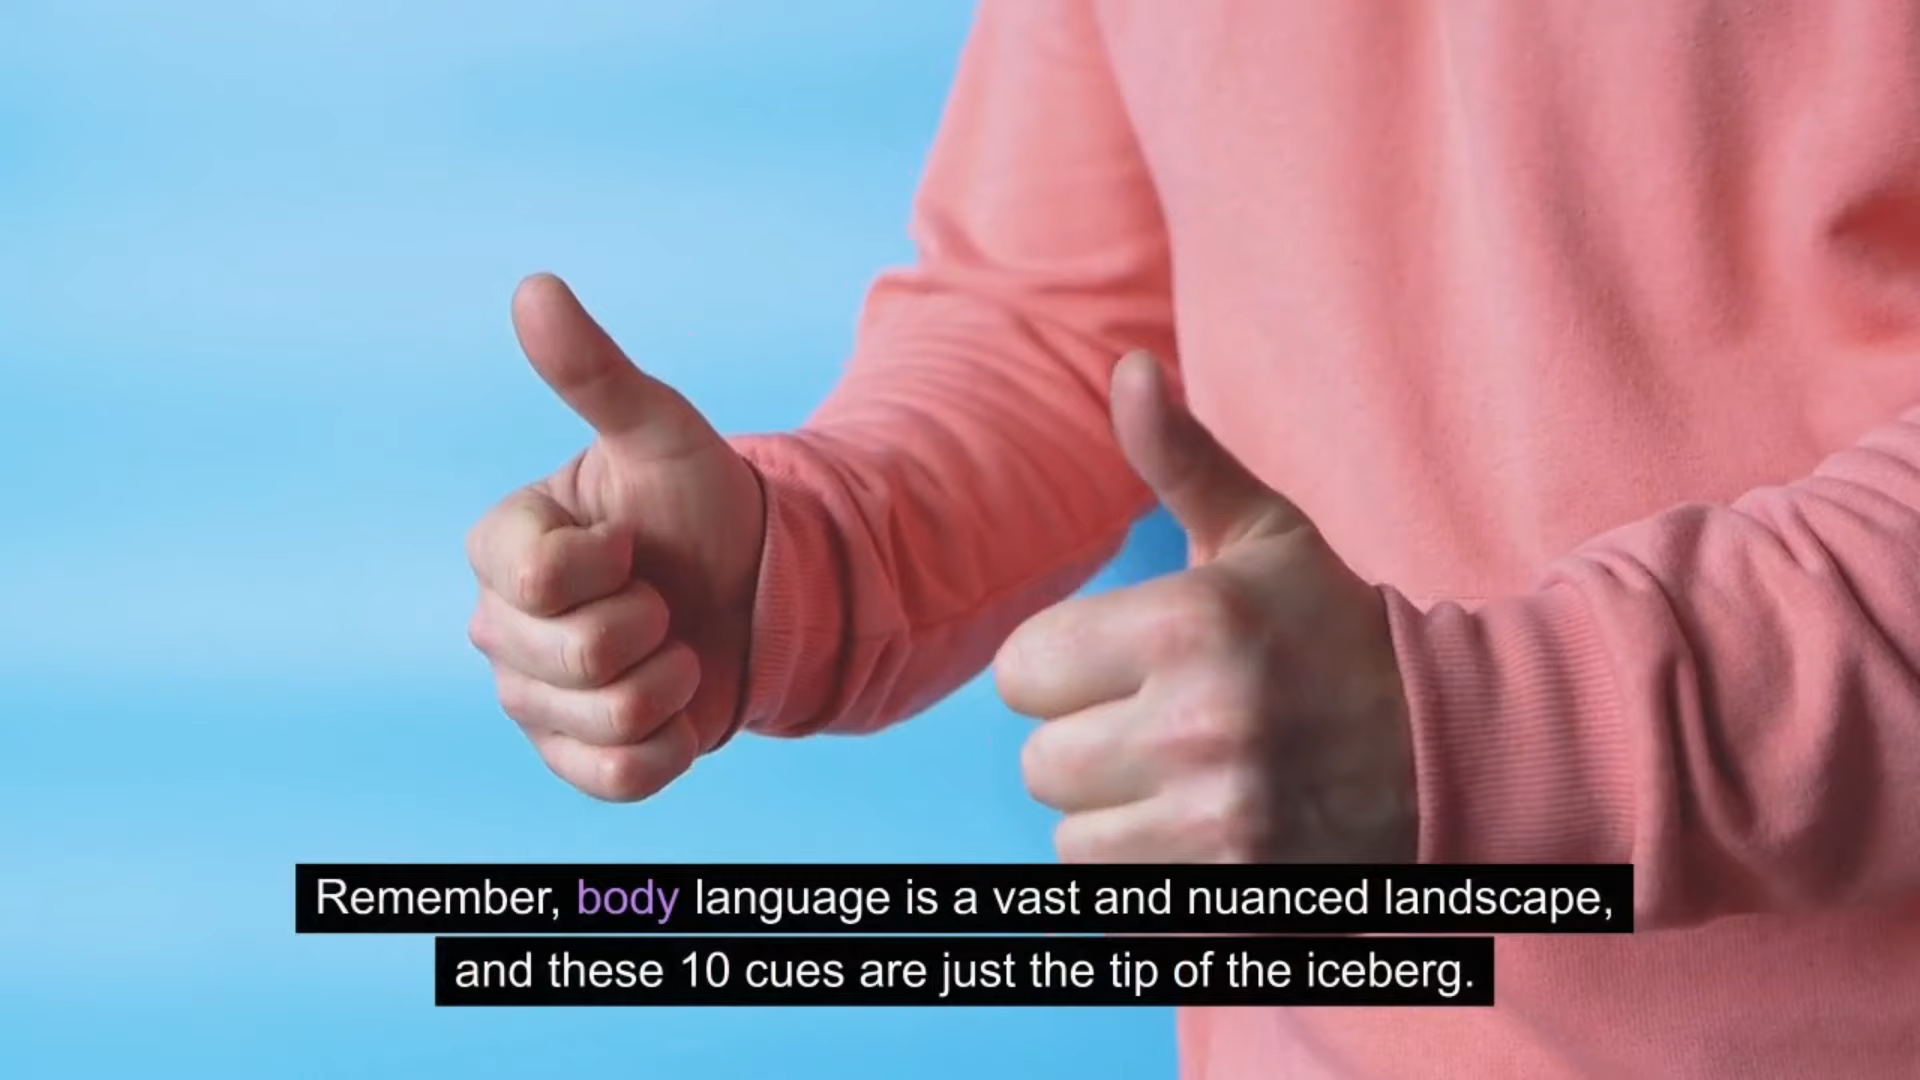 Remember, body language is a vast and nuanced landscape,
and these 10 cues are just the tip of the iceberg.